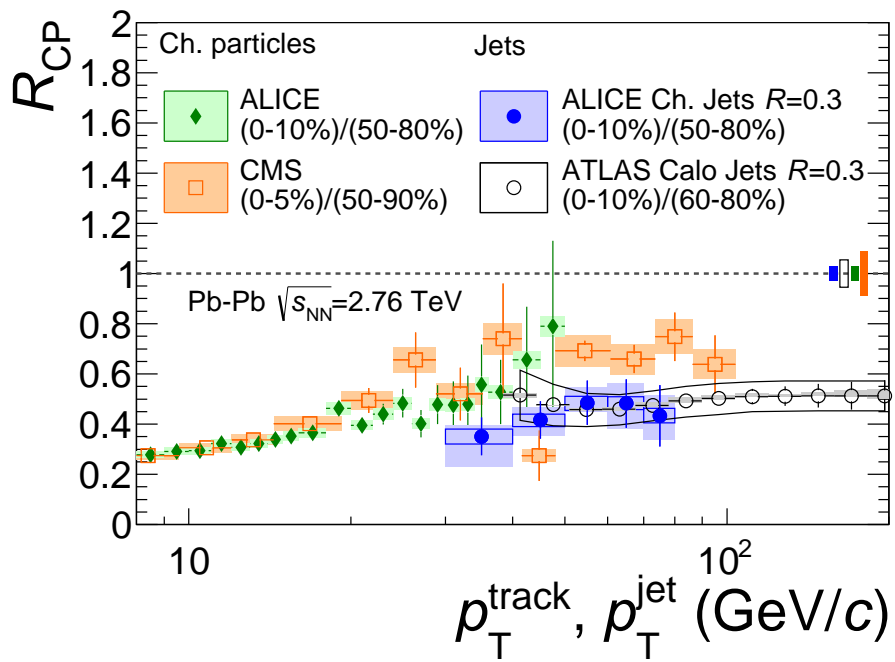 R_CP
2
1.8
1.6
1.4
1.2
1
0.8
0.6
0.4
0.2
0
Ch. particles
ALICE
(0-10%)/(50-80%)
CMS
(0-5%)/(50-90%)
Jets
ALICE Ch. Jets R=0.3
(0-10%)/(50-80%)
ATLAS Calo Jets R=0.3
(0-10%)/(60-80%)
Pb-Pb √s_NN=2.76 TeV
10
10²
p_T^track, p_T^jet (GeV/c)